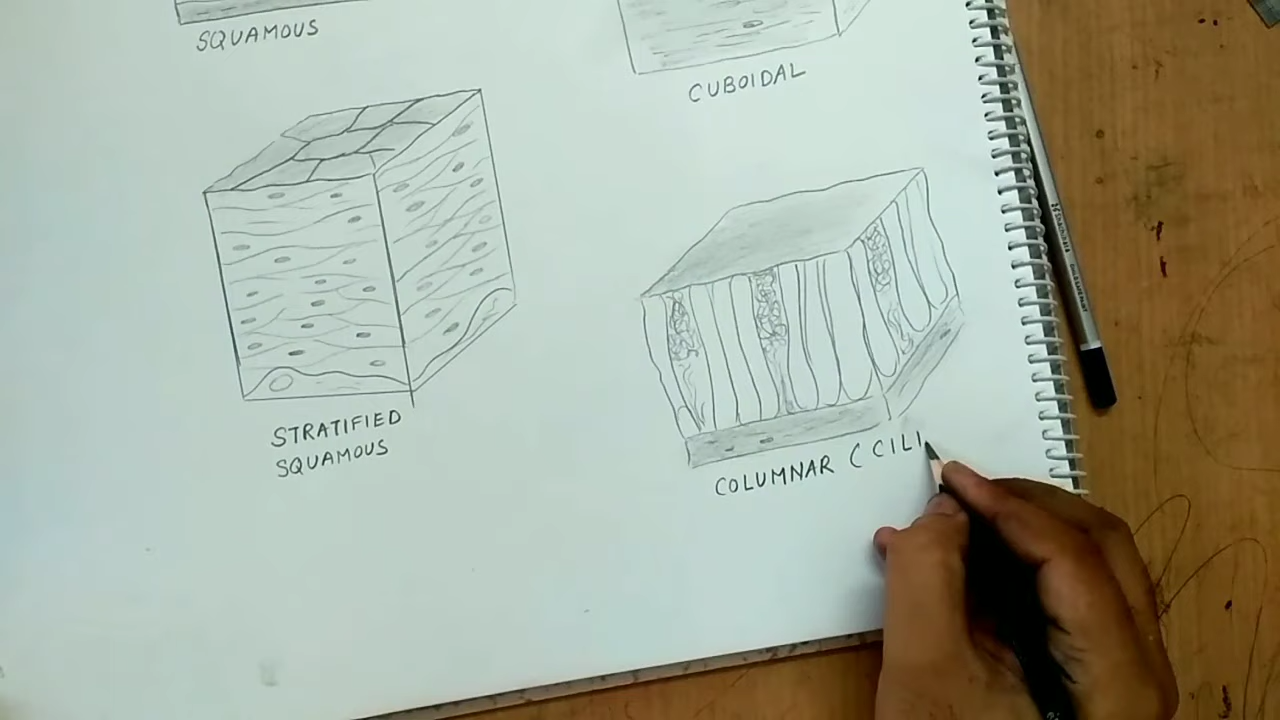 SQUAMOUS
CUBOIDAL
STRATIFIED
SQUAMOUS
COLUMNAR ( CILI